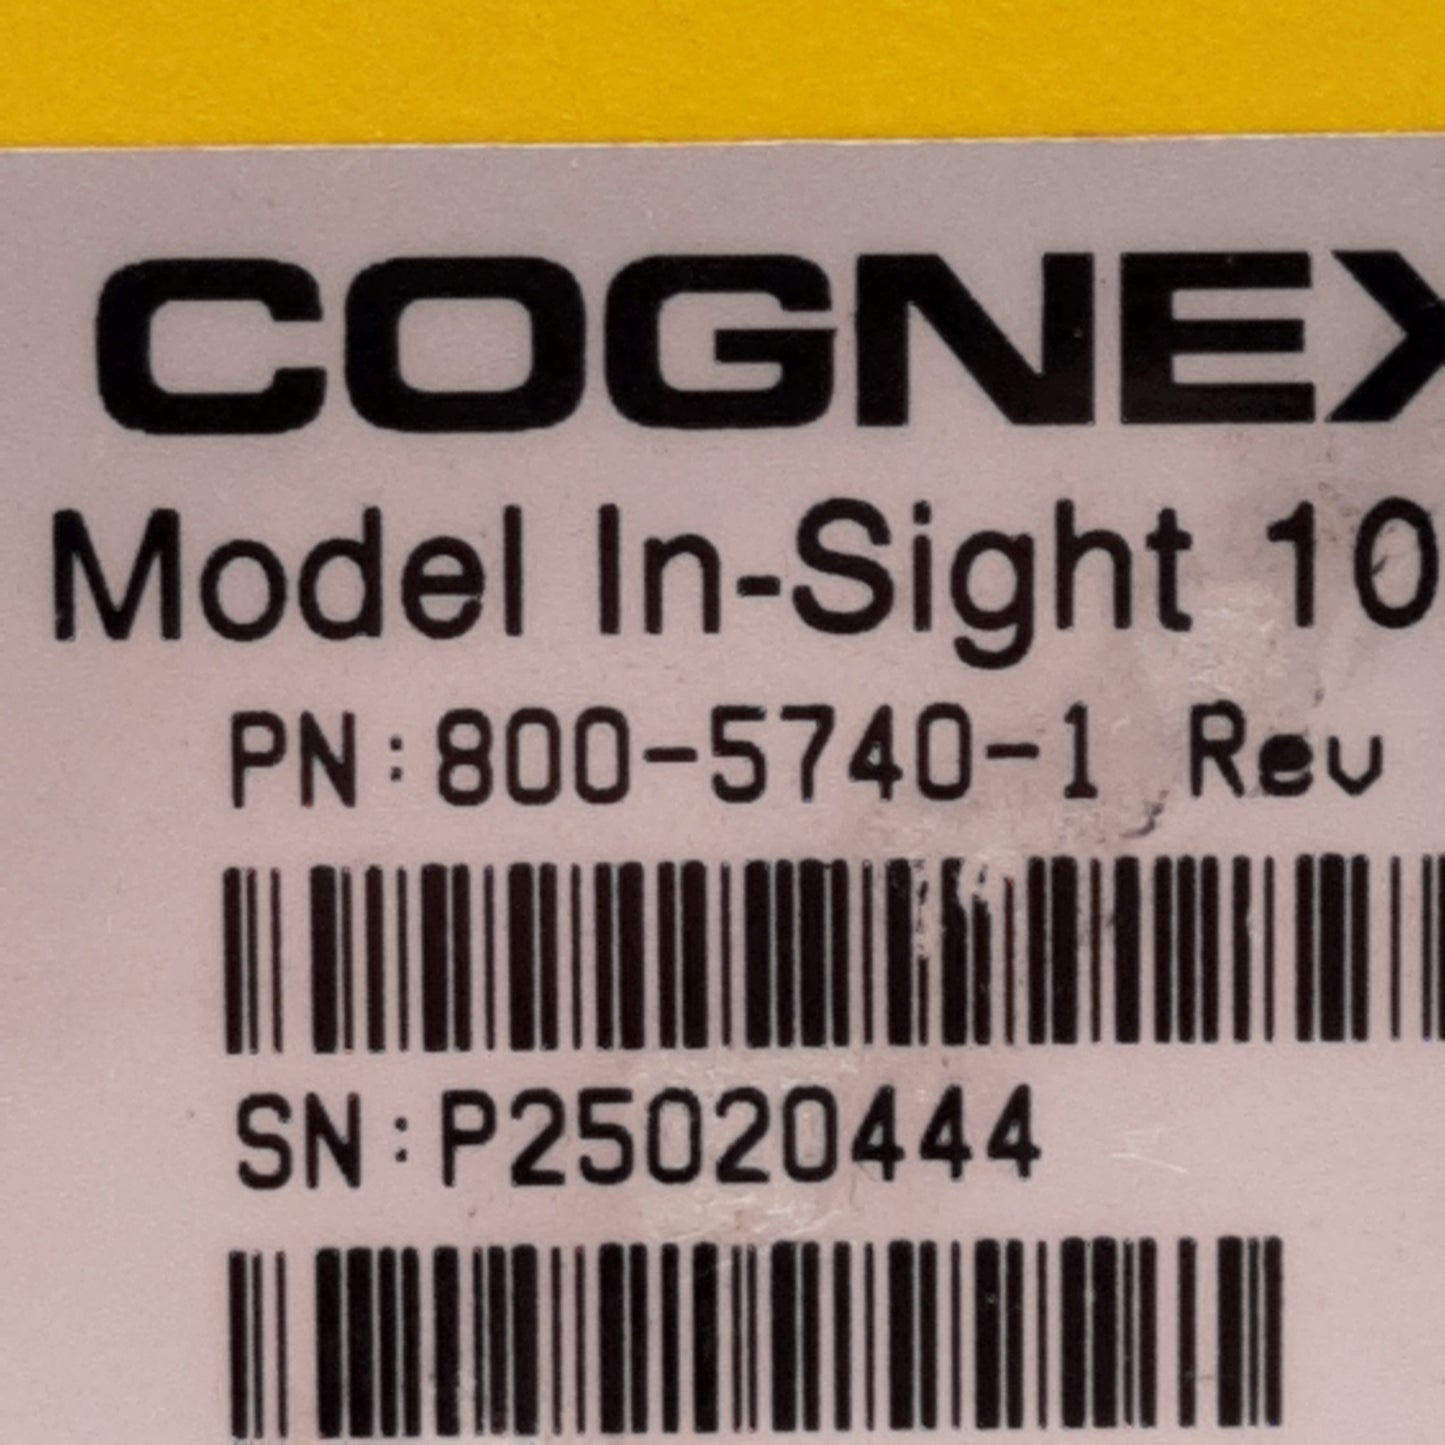 COGNEX
Model In-Sight 10
PN:800-5740-1 Rev
SN:P25020444